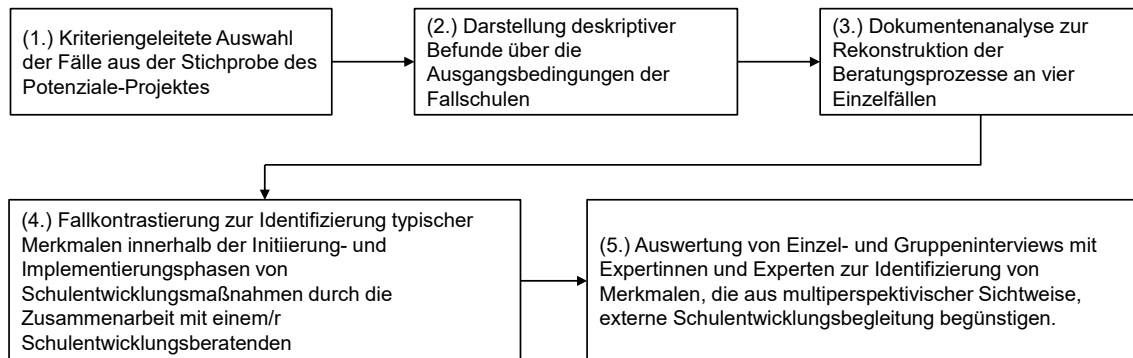 (1.) Kriteriengeleitete Auswahl
der Fälle aus der Stichprobe des
Potenziale-Projektes
(2.) Darstellung deskriptiver
Befunde über die
Ausgangsbedingungen der
Fallschulen
(3.) Dokumentenanalyse zur
Rekonstruktion der
Beratungsprozesse an vier
Einzelfällen
(4.) Fallkontrastierung zur Identifizierung typischer
Merkmalen innerhalb der Initiierung- und
Implementierungsphasen von
Schulentwicklungsmaßnahmen durch die
Zusammenarbeit mit einem/r
Schulentwicklungsberatenden
(5.) Auswertung von Einzel- und Gruppeninterviews mit
Expertinnen und Experten zur Identifizierung von
Merkmalen, die aus multiperspektivischer Sichtweise,
externe Schulentwicklungsbegleitung begünstigen.